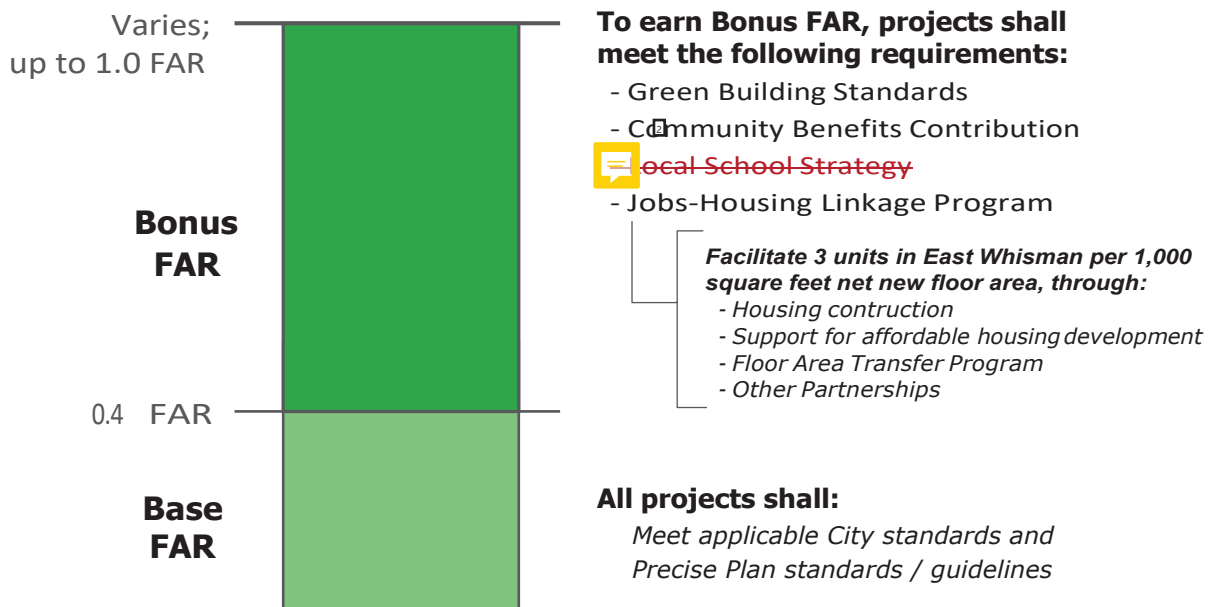 Varies;
up to 1.0 FAR
Bonus
FAR
0.4 FAR
Base
FAR
To earn Bonus FAR, projects shall
meet the following requirements:
- Green Building Standards
- Community Benefits Contribution
Local School Strategy
- Jobs-Housing Linkage Program
Facilitate 3 units in East Whisman per 1,000
square feet net new floor area, through:
- Housing contruction
- Support for affordable housing development
- Floor Area Transfer Program
- Other Partnerships
All projects shall:
Meet applicable City standards and
Precise Plan standards / guidelines